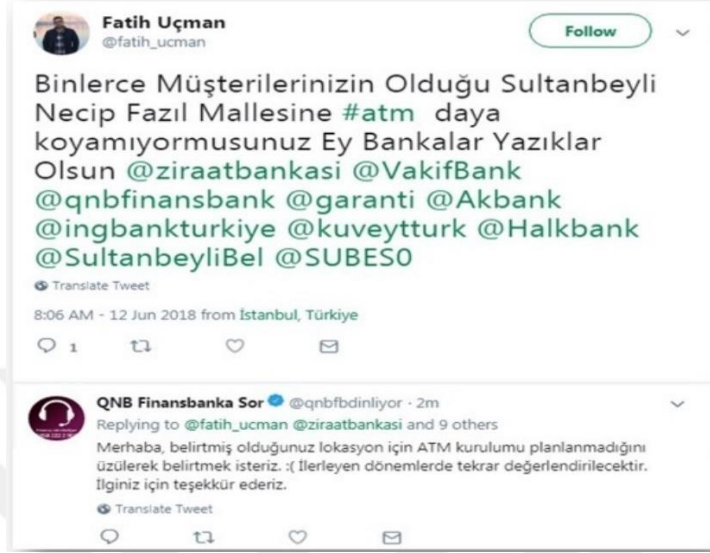 Fatih Uçman
@fatih_ucman
Follow
Binlerce Müşterilerinizin Olduğu Sultanbeyli
Necip Fazıl Mallesine #atm daya
koyamıyormusunuz Ey Bankalar Yazıklar
Olsun @ziraatbankasi @VakifBank
@qnbfinansbank @garanti @Akbank
@ingbankturkiye @kuveytturk @Halkbank
@SultanbeyliBel @SUBES0
Translate Tweet
8:06 AM - 12 Jun 2018 from İstanbul, Türkiye
1
QNB Finansbanka Sor @qnbfbdinliyor · 2m
Replying to @fatih_ucman @ziraatbankasi and 9 others
Merhaba, belirtmiş olduğunuz lokasyon için ATM kurulumu planlanmadığını
üzülerek belirtmek isteriz. :( İlerleyen dönemlerde tekrar değerlendirilecektir.
İlginiz için teşekkür ederiz.
Translate Tweet